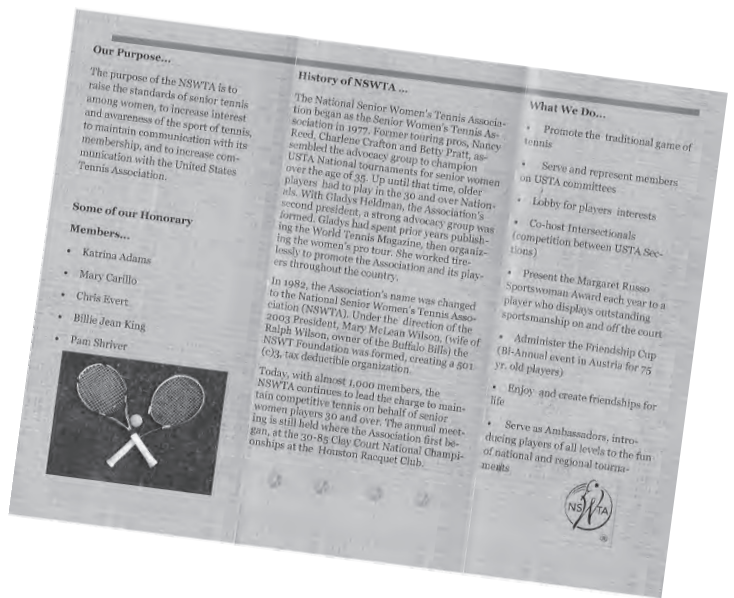 Our Purpose...
The purpose of the NSWTA is to
raise the standards of senior tennis
among women, to increase interest
and awareness of the sport of tennis,
to maintain communication with its
membership, and to increase com-
munication with the United States
Tennis Association.
Some of our Honorary
Members...
• Katrina Adams
• Mary Carillo
• Chris Evert
• Billie Jean King
• Pam Shriver
History of NSWTA ...
The National Senior Women's Tennis Associa-
tion began as the Senior Women's Tennis As-
sociation in 1977. Former touring pros, Nancy
Reed, Charlene Crafton and Betty Pratt, as-
sembled the advocacy group to champion
USTA National tournaments for senior women
over the age of 35. Up until that time, older
players had to play in the 30 and over Nation-
als. With Gladys Heldman, the Association's
second president, a strong advocacy group was
formed. Gladys had spent prior years publish-
ing the World Tennis Magazine, then organiz-
ing the women's pro tour. She worked tire-
lessly to promote the Association and its play-
ers throughout the country.
In 1982, the Association's name was changed
to the National Senior Women's Tennis Asso-
ciation (NSWTA). Under the direction of the
2003 President, Mary McLean Wilson, (wife of
Ralph Wilson, owner of the Buffalo Bills) the
NSWT Foundation was formed, creating a 501
(c)3, tax deductible organization.
Today, with almost 1,000 members, the
NSWTA continues to lead the charge to main-
tain competitive tennis on behalf of senior
women players 30 and over. The annual meet-
ing is still held where the Association first be-
gan, at the 30-85 Clay Court National Champi-
onships at the Houston Racquet Club.
What We Do...
• Promote the traditional game of
tennis
• Serve and represent members
on USTA committees
• Lobby for players interests
• Co-host Intersectionals
(competition between USTA Sec-
tions)
• Present the Margaret Russo
Sportswoman Award each year to a
player who displays outstanding
sportsmanship on and off the court
• Administer the Friendship Cup
(Bi-Annual event in Austria for 75
yr. old players)
• Enjoy and create friendships for
life
• Serve as Ambassadors, intro-
ducing players of all levels to the fun
of national and regional tourna-
ments
NSWTA
®